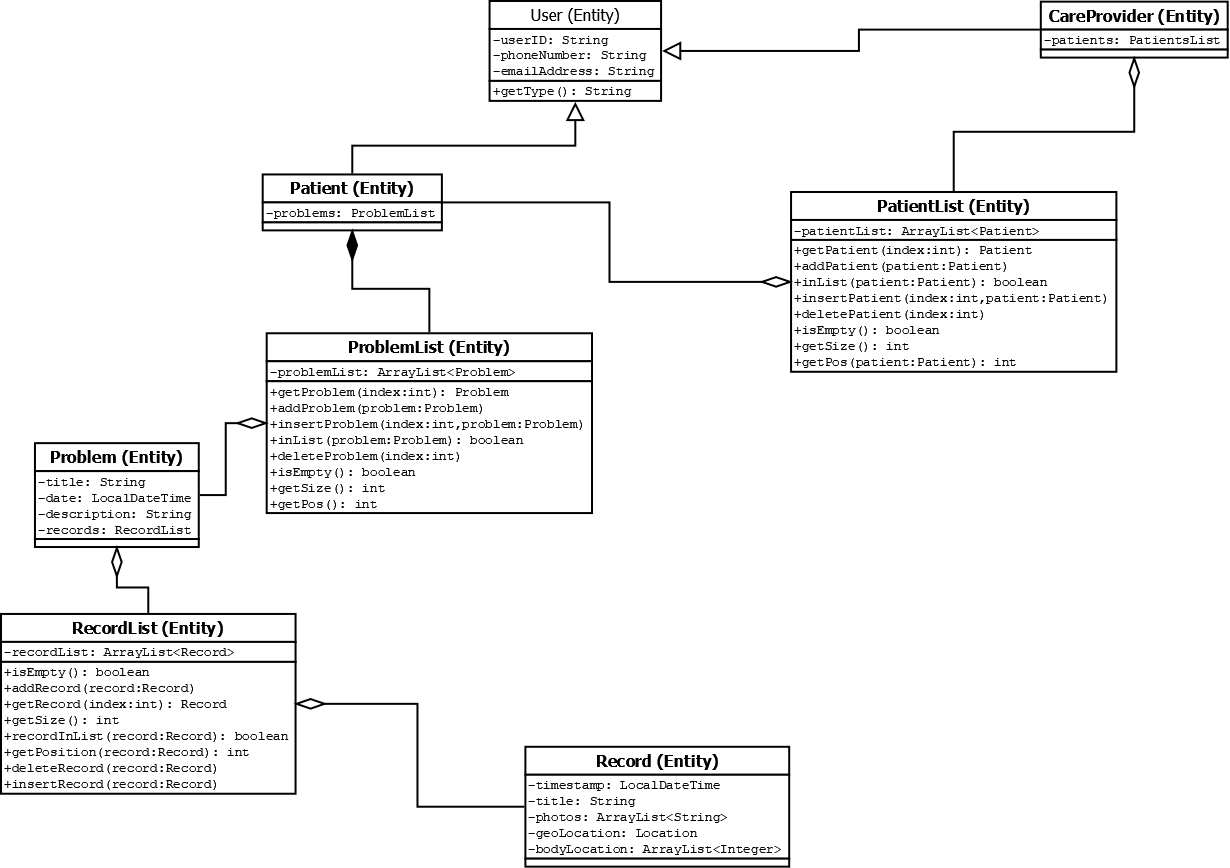 User (Entity)
-userID: String
-phoneNumber: String
-emailAddress: String
+getType(): String
CareProvider (Entity)
-patients: PatientsList
Patient (Entity)
-problems: ProblemList
PatientList (Entity)
-patientList: ArrayList<Patient>
+getPatient(index:int): Patient
+addPatient(patient:Patient)
+inList(patient:Patient): boolean
+insertPatient(index:int,patient:Patient)
+deletePatient(index:int)
+isEmpty(): boolean
+getSize(): int
+getPos(patient:Patient): int
ProblemList (Entity)
-problemList: ArrayList<Problem>
+getProblem(index:int): Problem
+addProblem(problem:Problem)
+insertProblem(index:int,problem:Problem)
+inList(problem:Problem): boolean
+deleteProblem(index:int)
+isEmpty(): boolean
+getSize(): int
+getPos(): int
Problem (Entity)
-title: String
-date: LocalDateTime
-description: String
-records: RecordList
RecordList (Entity)
-recordList: ArrayList<Record>
+isEmpty(): boolean
+addRecord(record:Record)
+getRecord(index:int): Record
+getSize(): int
+recordInList(record:Record): boolean
+getPosition(record:Record): int
+deleteRecord(record:Record)
+insertRecord(record:Record)
Record (Entity)
-timestamp: LocalDateTime
-title: String
-photos: ArrayList<String>
-geoLocation: Location
-bodyLocation: ArrayList<Integer>